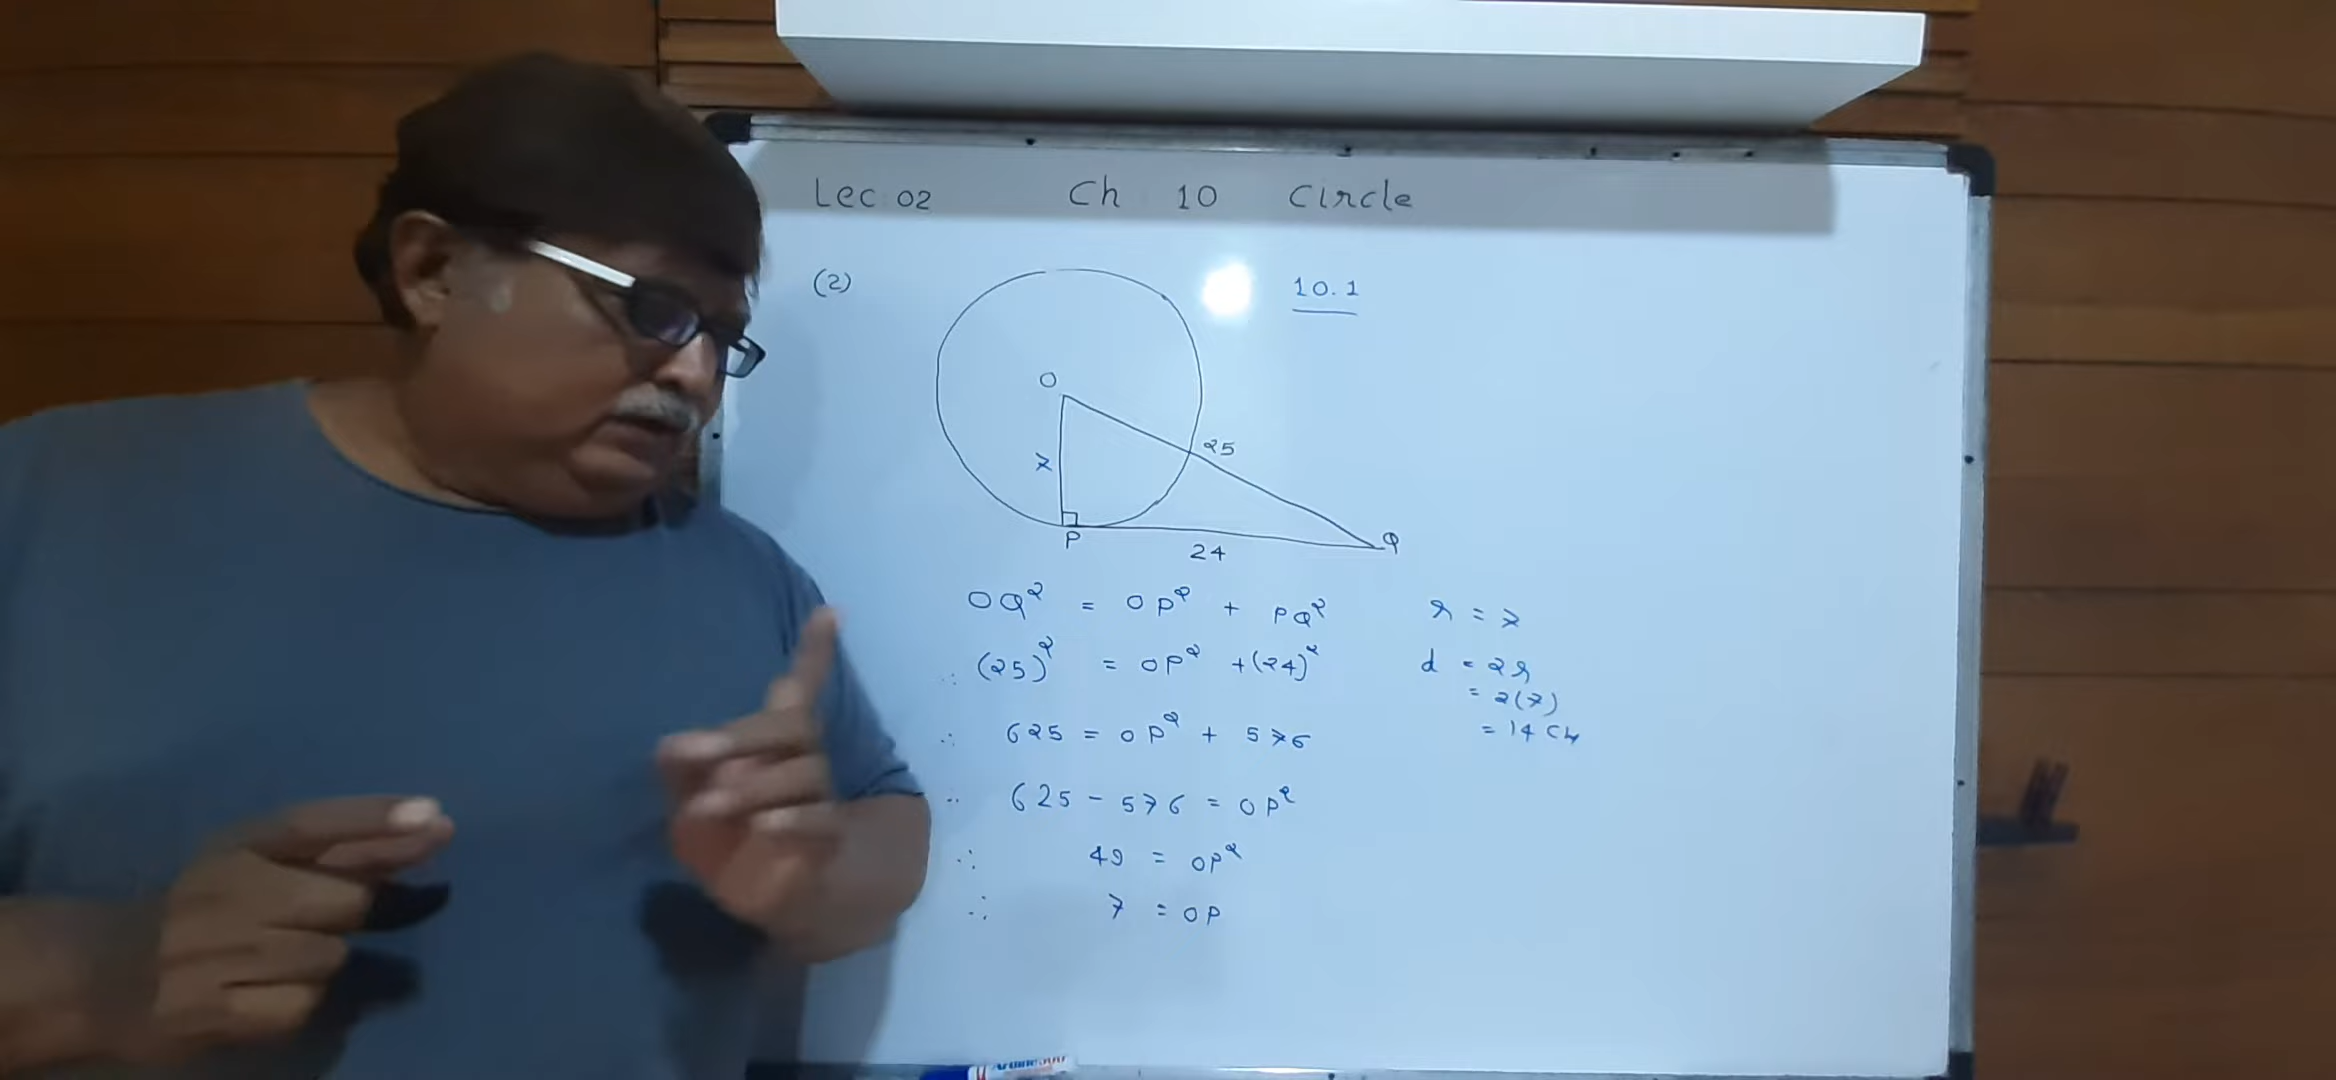 Lec 02 Ch 10 Circle
(2) 10.1
O
25
7
P
24
Q
OQ² = OP² + PQ²
∴ (25)² = OP² + (24)²
∴ 625 = OP² + 576
∴ 625 - 576 = OP²
∴ 49 = OP²
∴ 7 = OP
r = 7
d = 2r
= 2(7)
= 14 cm